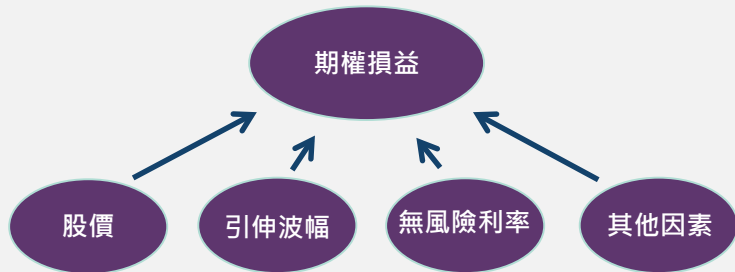 期權損益
股價
引伸波幅
無風險利率
其他因素